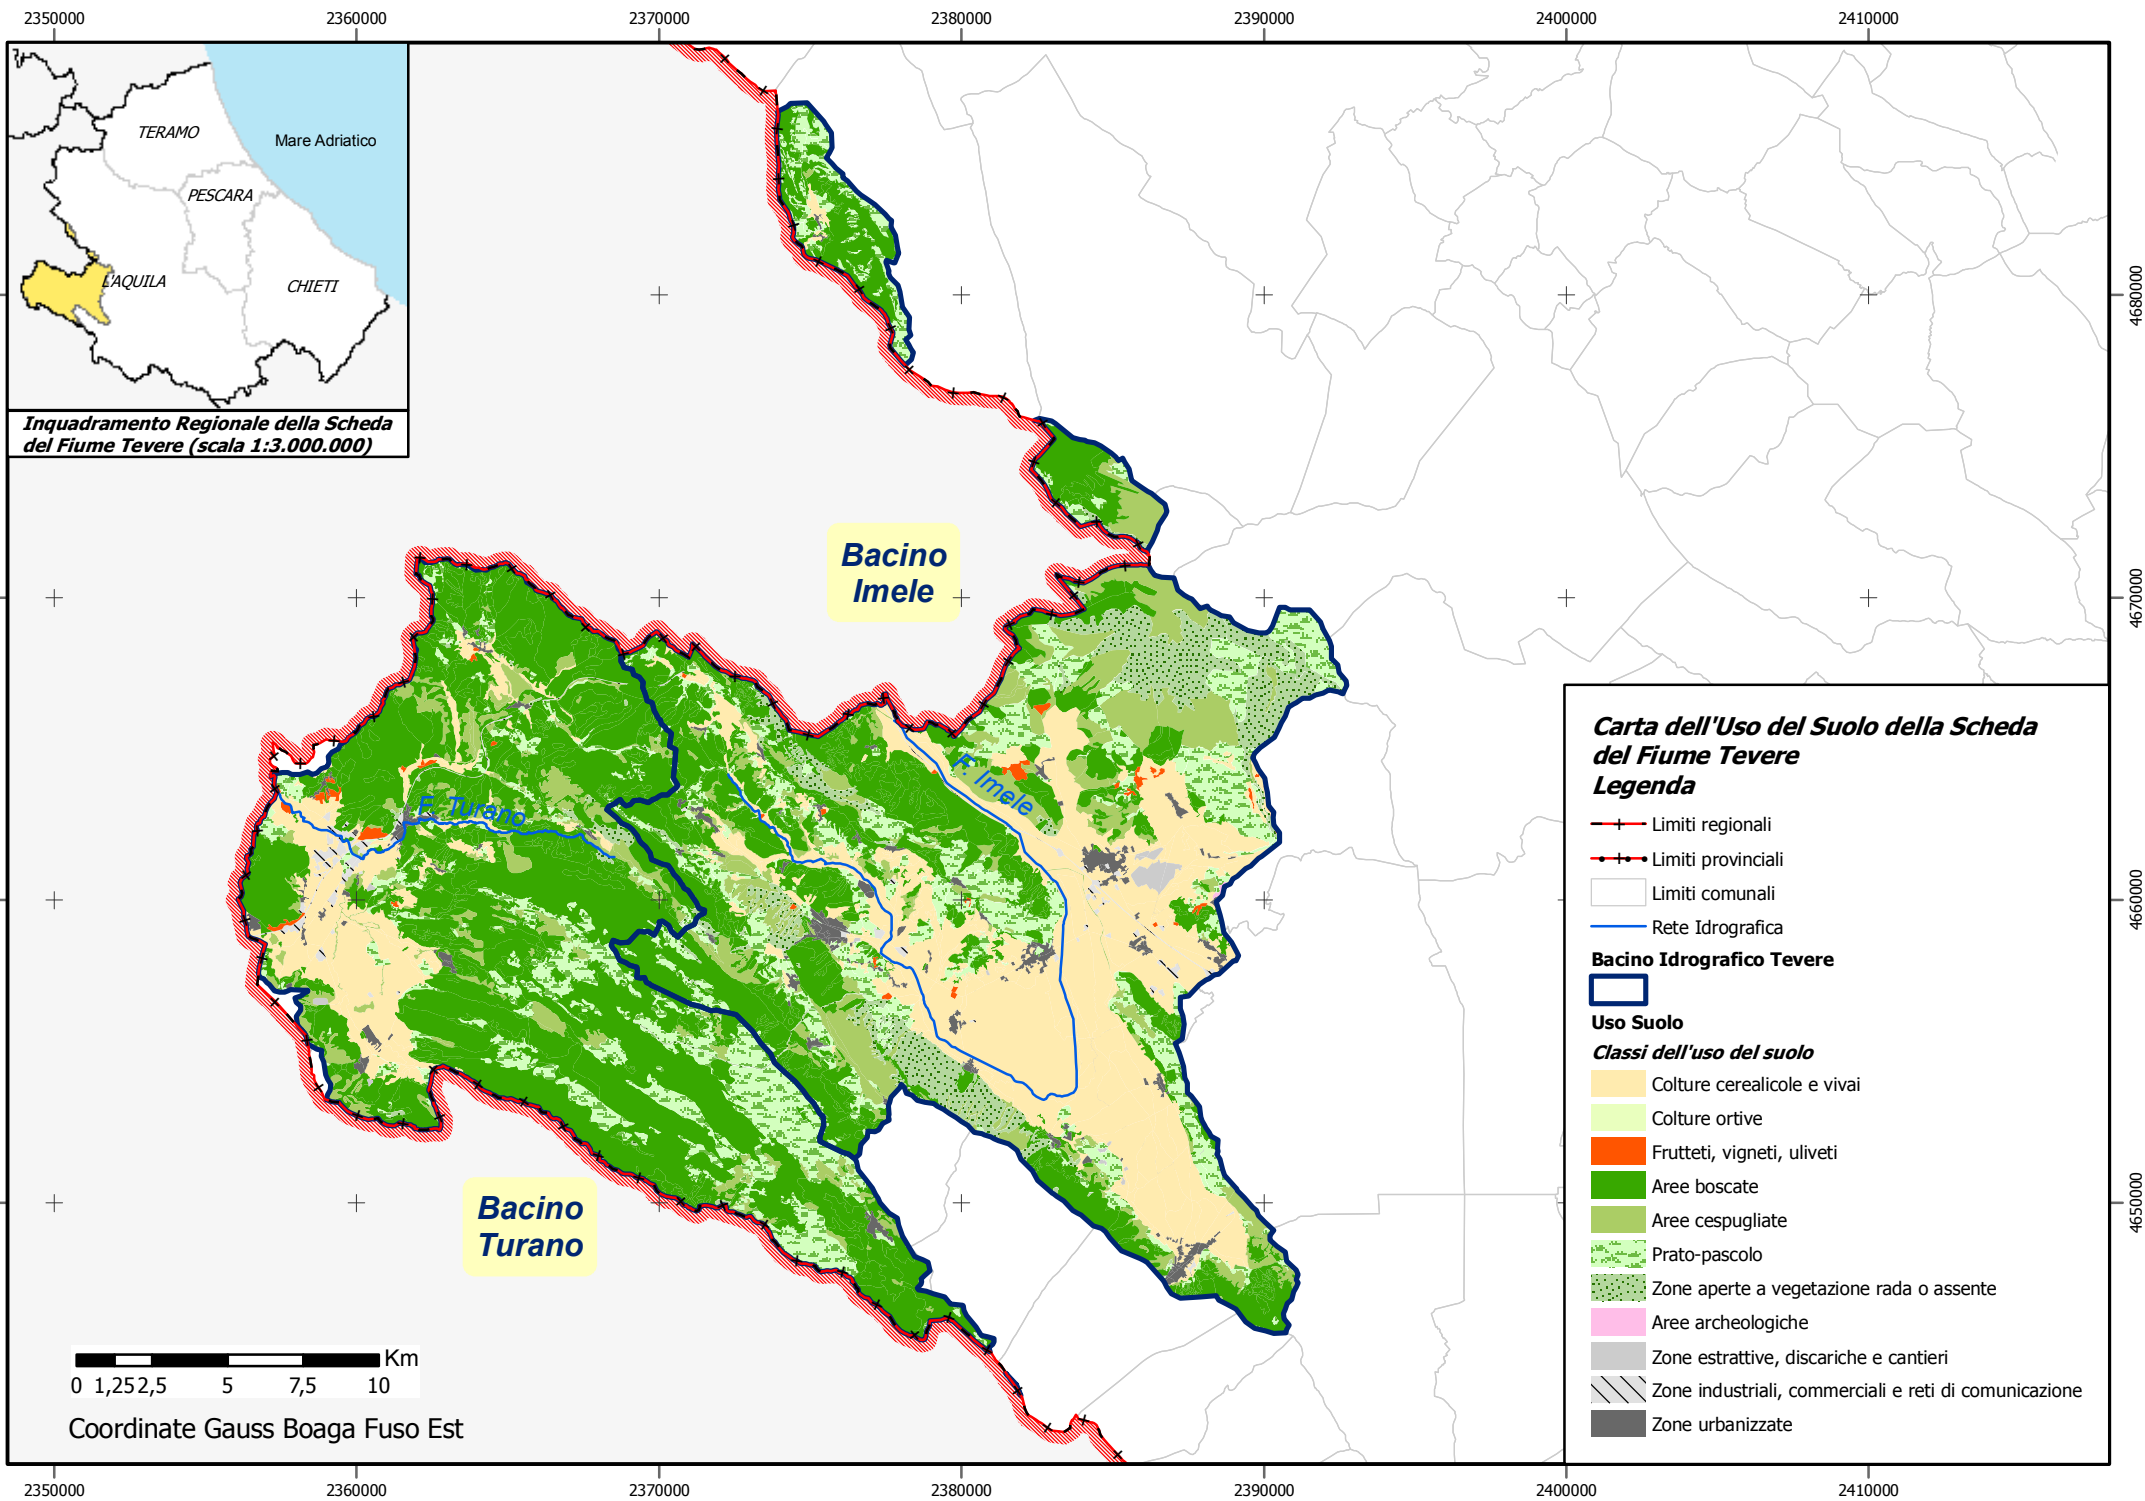 2350000
2360000
2370000
2380000
2390000
2400000
2410000
TERAMO
Mare Adriatico
PESCARA
L'AQUILA
CHIETI
Inquadramento Regionale della Scheda
del Fiume Tevere (scala 1:3.000.000)
4680000
4670000
4660000
4650000
Bacino
Imele
F. Imele
F. Turano
Bacino
Turano
Carta dell'Uso del Suolo della Scheda
del Fiume Tevere
Legenda
Limiti regionali
Limiti provinciali
Limiti comunali
Rete Idrografica
Bacino Idrografico Tevere
Uso Suolo
Classi dell'uso del suolo
Colture cerealicole e vivai
Colture ortive
Frutteti, vigneti, uliveti
Aree boscate
Aree cespugliate
Prato-pascolo
Zone aperte a vegetazione rada o assente
Aree archeologiche
Zone estrattive, discariche e cantieri
Zone industriali, commerciali e reti di comunicazione
Zone urbanizzate
Km
0 1,25 2,5 5 7,5 10
Coordinate Gauss Boaga Fuso Est
2350000
2360000
2370000
2380000
2390000
2400000
2410000